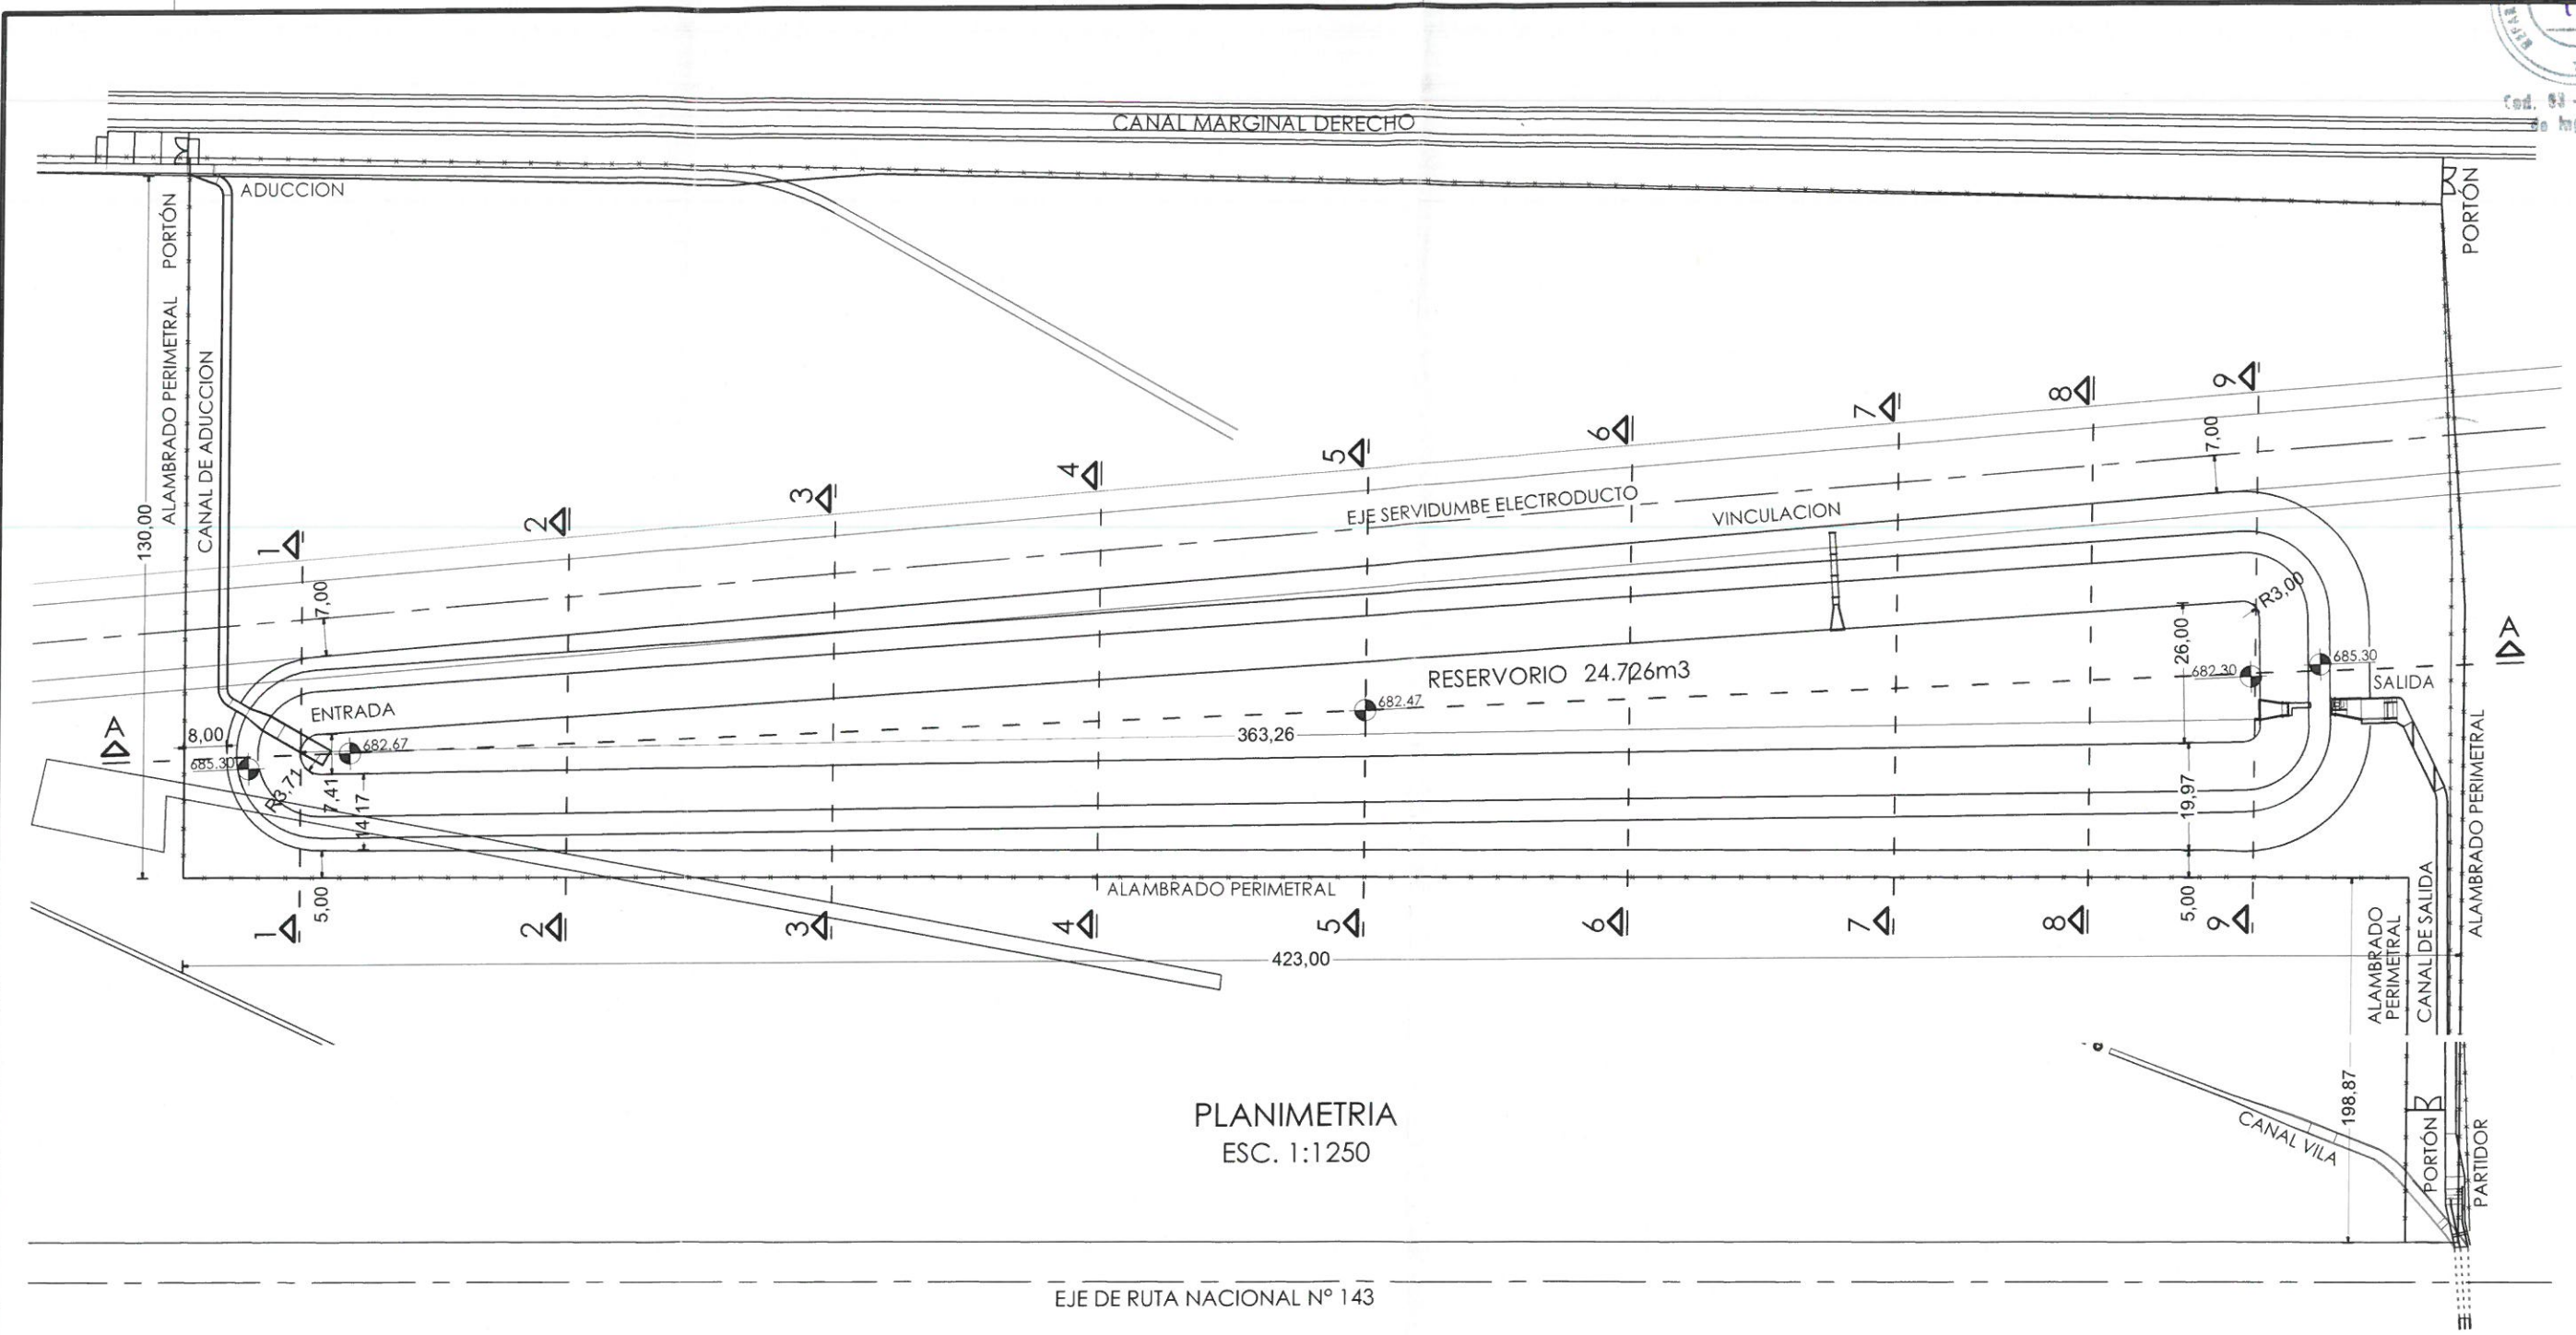 CANAL MARGINAL DERECHO
ADUCCION
PORTÓN
ALAMBRADO PERIMETRAL
CANAL DE ADUCCION
130,00
PORTÓN
1
2
3
4
5
6
7
8
9
7,00
7,00
EJE SERVIDUMBE ELECTRODUCTO
VINCULACION
R3,00
26,00
RESERVORIO 24.726m3
682.47
682.30
685.30
A
SALIDA
A
ENTRADA
8,00
682.67
685.30
R3,71
7,41
14,17
363,26
19,97
ALAMBRADO PERIMETRAL
5,00
5,00
ALAMBRADO PERIMETRAL
1
2
3
4
5
6
7
8
9
423,00
ALAMBRADO
PERIMETRAL
CANAL DE SALIDA
198,87
PLANIMETRIA
ESC. 1:1250
CANAL VILA
PORTÓN
PARTIDOR
EJE DE RUTA NACIONAL Nº 143